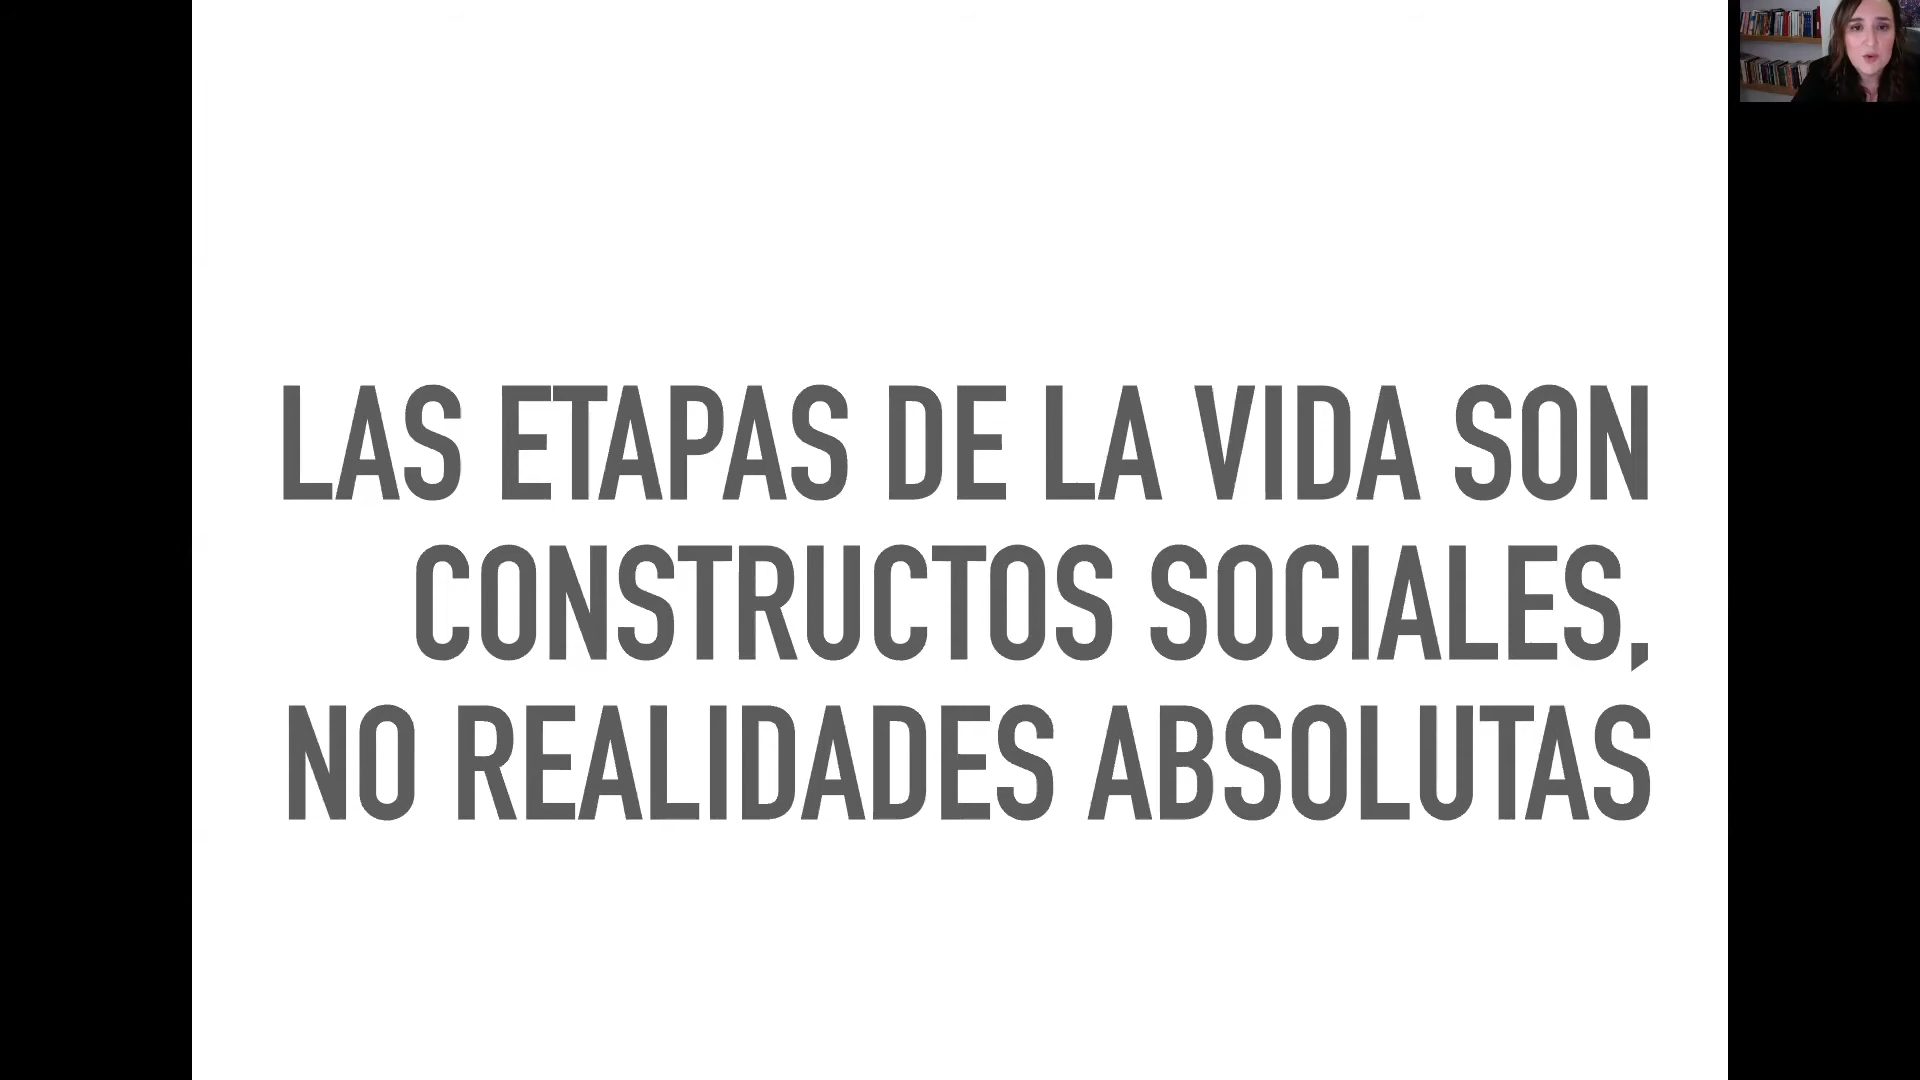 LAS ETAPAS DE LA VIDA SON
CONSTRUCTOS SOCIALES,
NO REALIDADES ABSOLUTAS